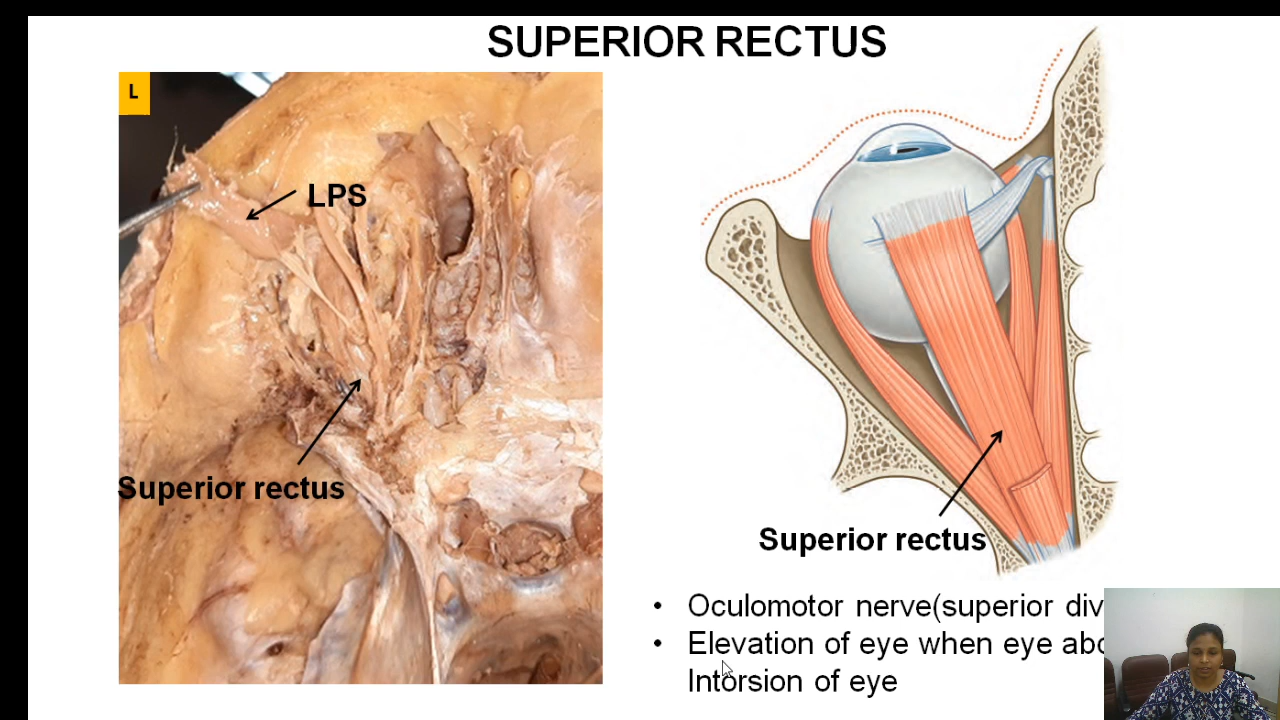 SUPERIOR RECTUS
L
LPS
Superior rectus
Superior rectus
• Oculomotor nerve(superior div
• Elevation of eye when eye abd
Intorsion of eye